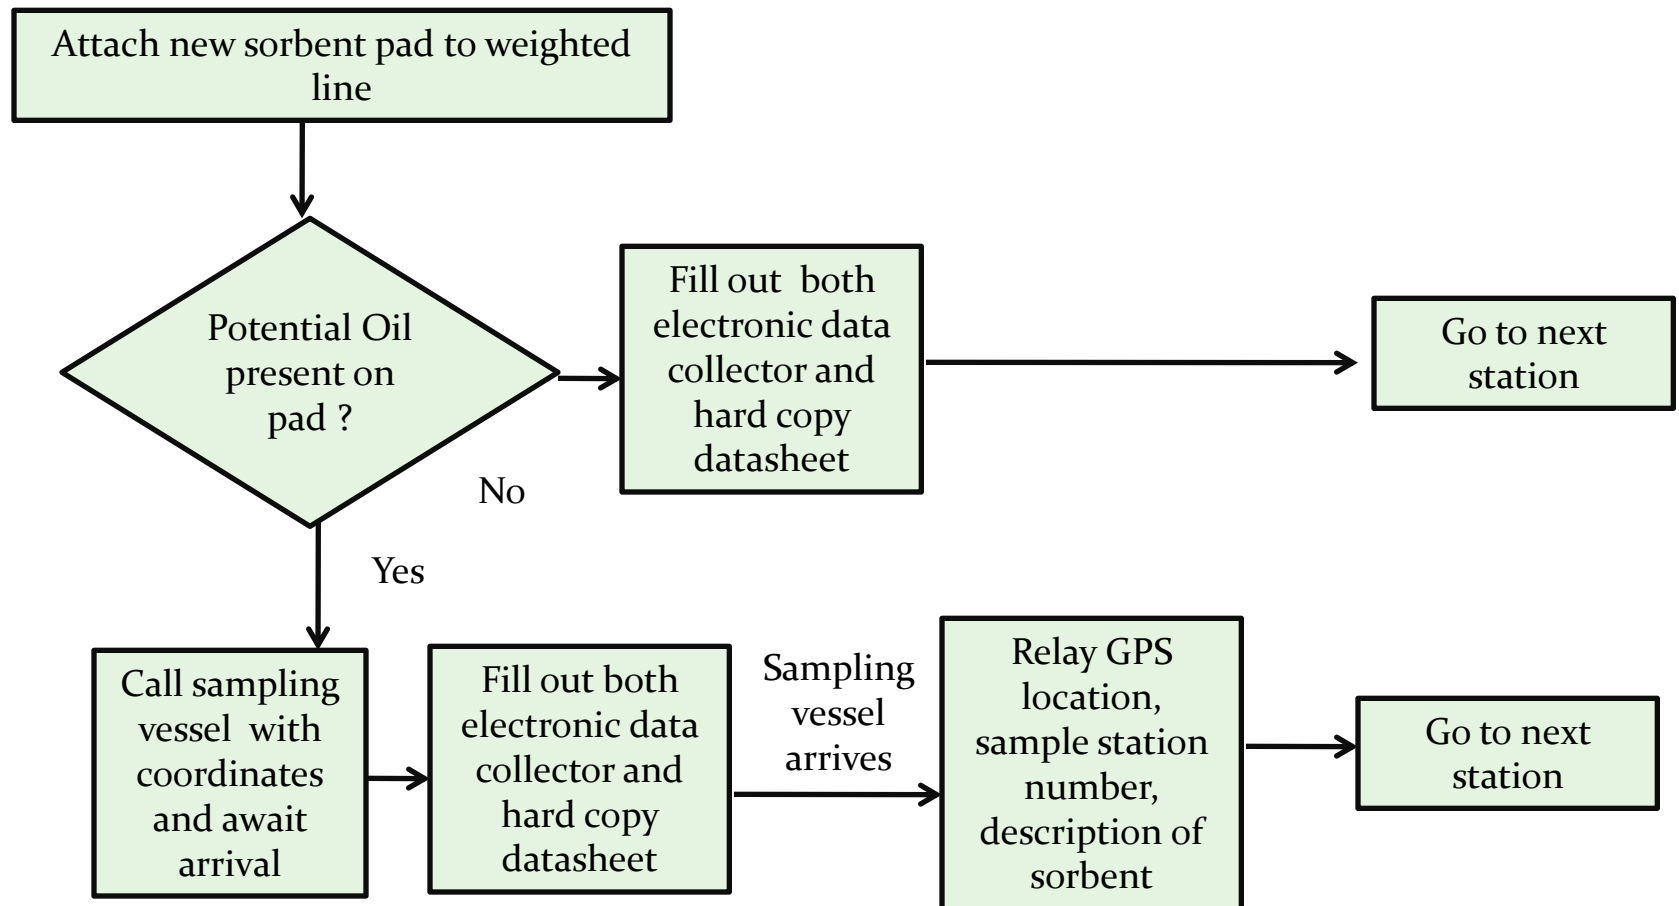 Attach new sorbent pad to weighted
line
Potential Oil
present on
pad ?
No
Fill out both
electronic data
collector and
hard copy
datasheet
Go to next
station
Yes
Call sampling
vessel with
coordinates
and await
arrival
Fill out both
electronic data
collector and
hard copy
datasheet
Sampling
vessel
arrives
Relay GPS
location,
sample station
number,
description of
sorbent
Go to next
station